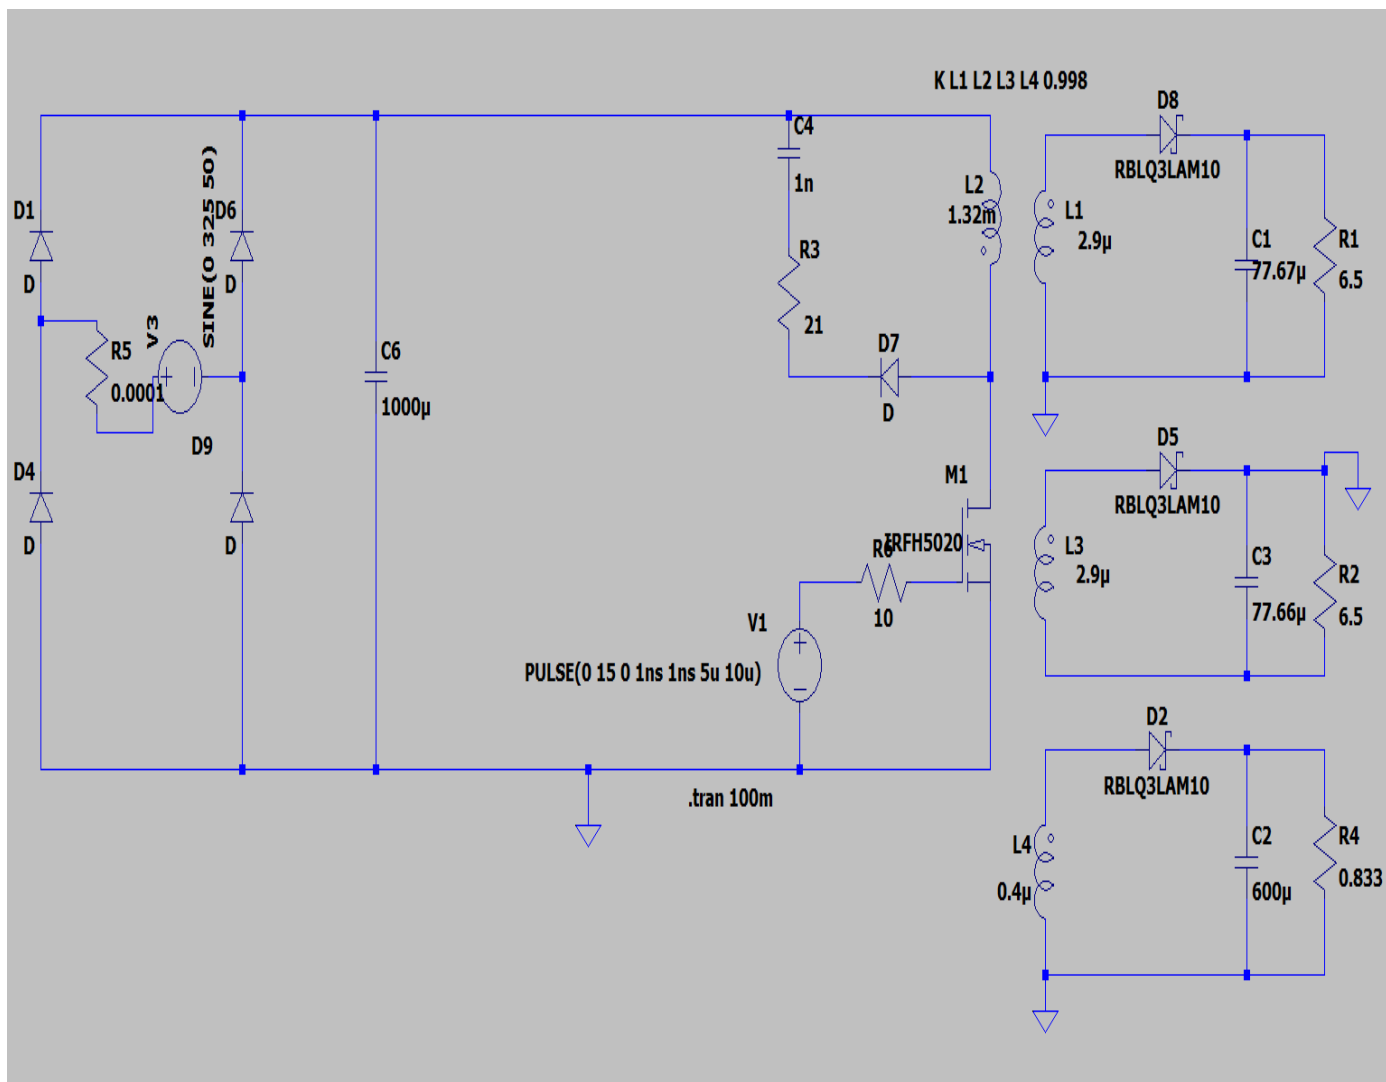 K L1 L2 L3 L4 0.998
D8
RBLQ3LAM10
C4
1n
L2
1.32m
L1
2.9µ
C1
77.67µ
R1
6.5
D1
D
D6
D
SINE(0 325 50)
V3
R5
0.0001
C6
1000µ
R3
21
D7
D
D9
D
D4
D
M1
IRFH5020
R6
10
V1
PULSE(0 15 0 1ns 1ns 5u 10u)
.tran 100m
D5
RBLQ3LAM10
L3
2.9µ
C3
77.66µ
R2
6.5
D2
RBLQ3LAM10
L4
0.4µ
C2
600µ
R4
0.833